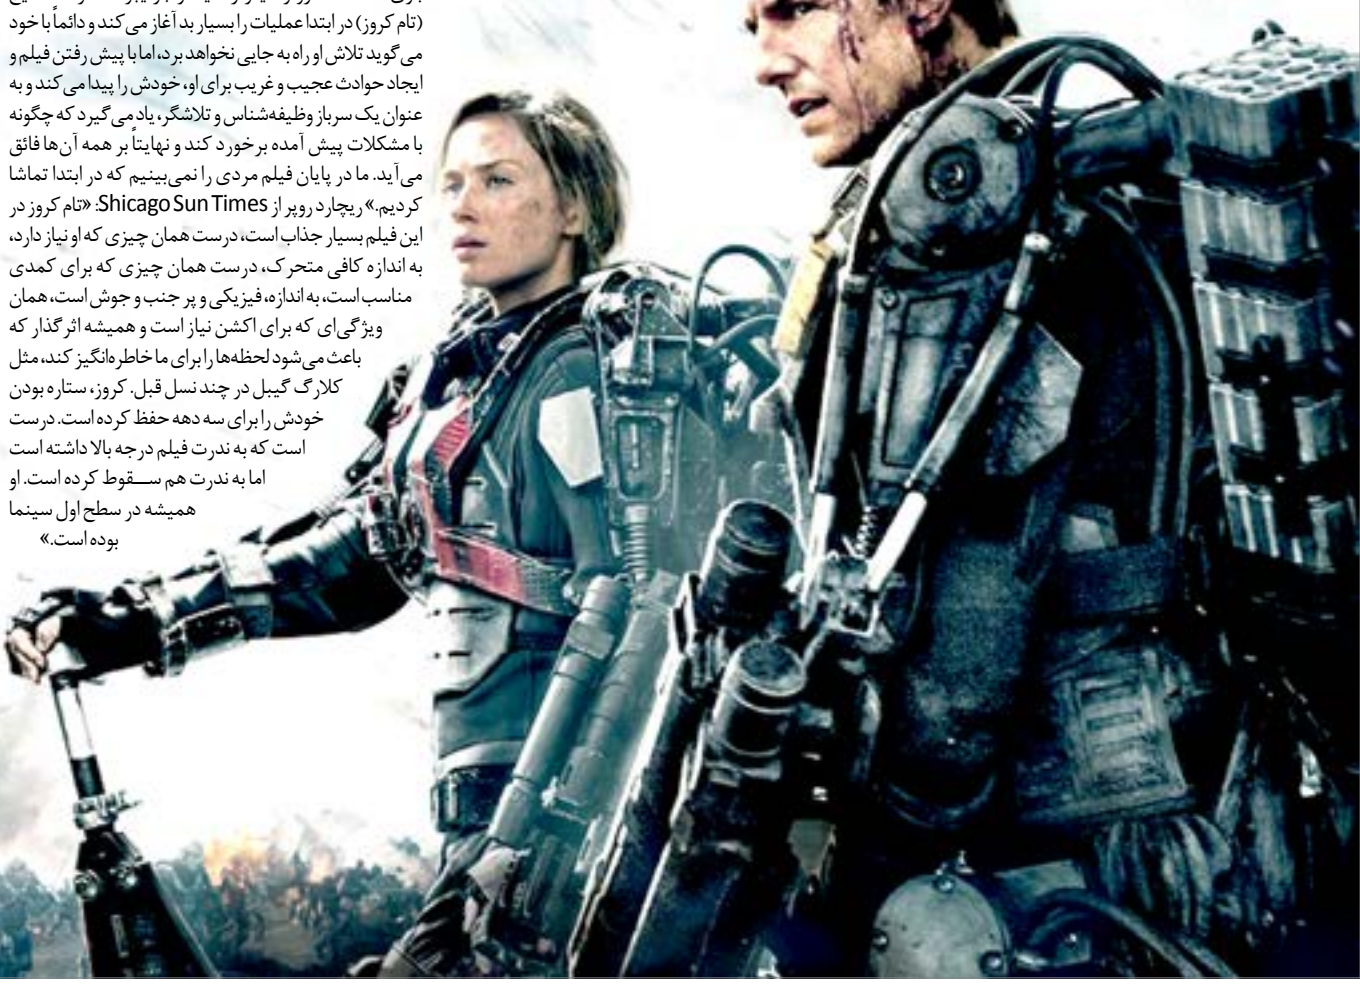 (تام کروز) در ابتدا عملیات را بسیار بد آغاز می‌کند و دائماً با خود
می‌گوید تلاش او راه به جایی نخواهد برد، اما با پیش رفتن فیلم و
ایجاد حوادث عجیب و غریب برای او، خودش را پیدا می‌کند و به
عنوان یک سرباز وظیفه‌شناس و تلاشگر، یاد می‌گیرد که چگونه
با مشکلات پیش آمده برخورد کند و نهایتاً بر همه آن‌ها فائق
می‌آید. ما در پایان فیلم مردی را نمی‌بینیم که در ابتدا تماشا
کردیم.» ریچارد روپر از Shicago Sun Times: «تام کروز در
این فیلم بسیار جذاب است، درست همان چیزی که او نیاز دارد،
به اندازه کافی متحرک، درست همان چیزی که برای کمدی
مناسب است، به اندازه، فیزیکی و پر جنب و جوش است، همان
ویژگی‌ای که برای اکشن نیاز است و همیشه اثرگذار که
باعث می‌شود لحظه‌ها را برای ما خاطره‌انگیز کند، مثل
کلارگ گیبل در چند نسل قبل. کروز، ستاره بودن
خودش را برای سه دهه حفظ کرده است. درست
است که به ندرت فیلم درجه بالا داشته است
اما به ندرت هم ســقوط کرده است. او
همیشه در سطح اول سینما
بوده است.»